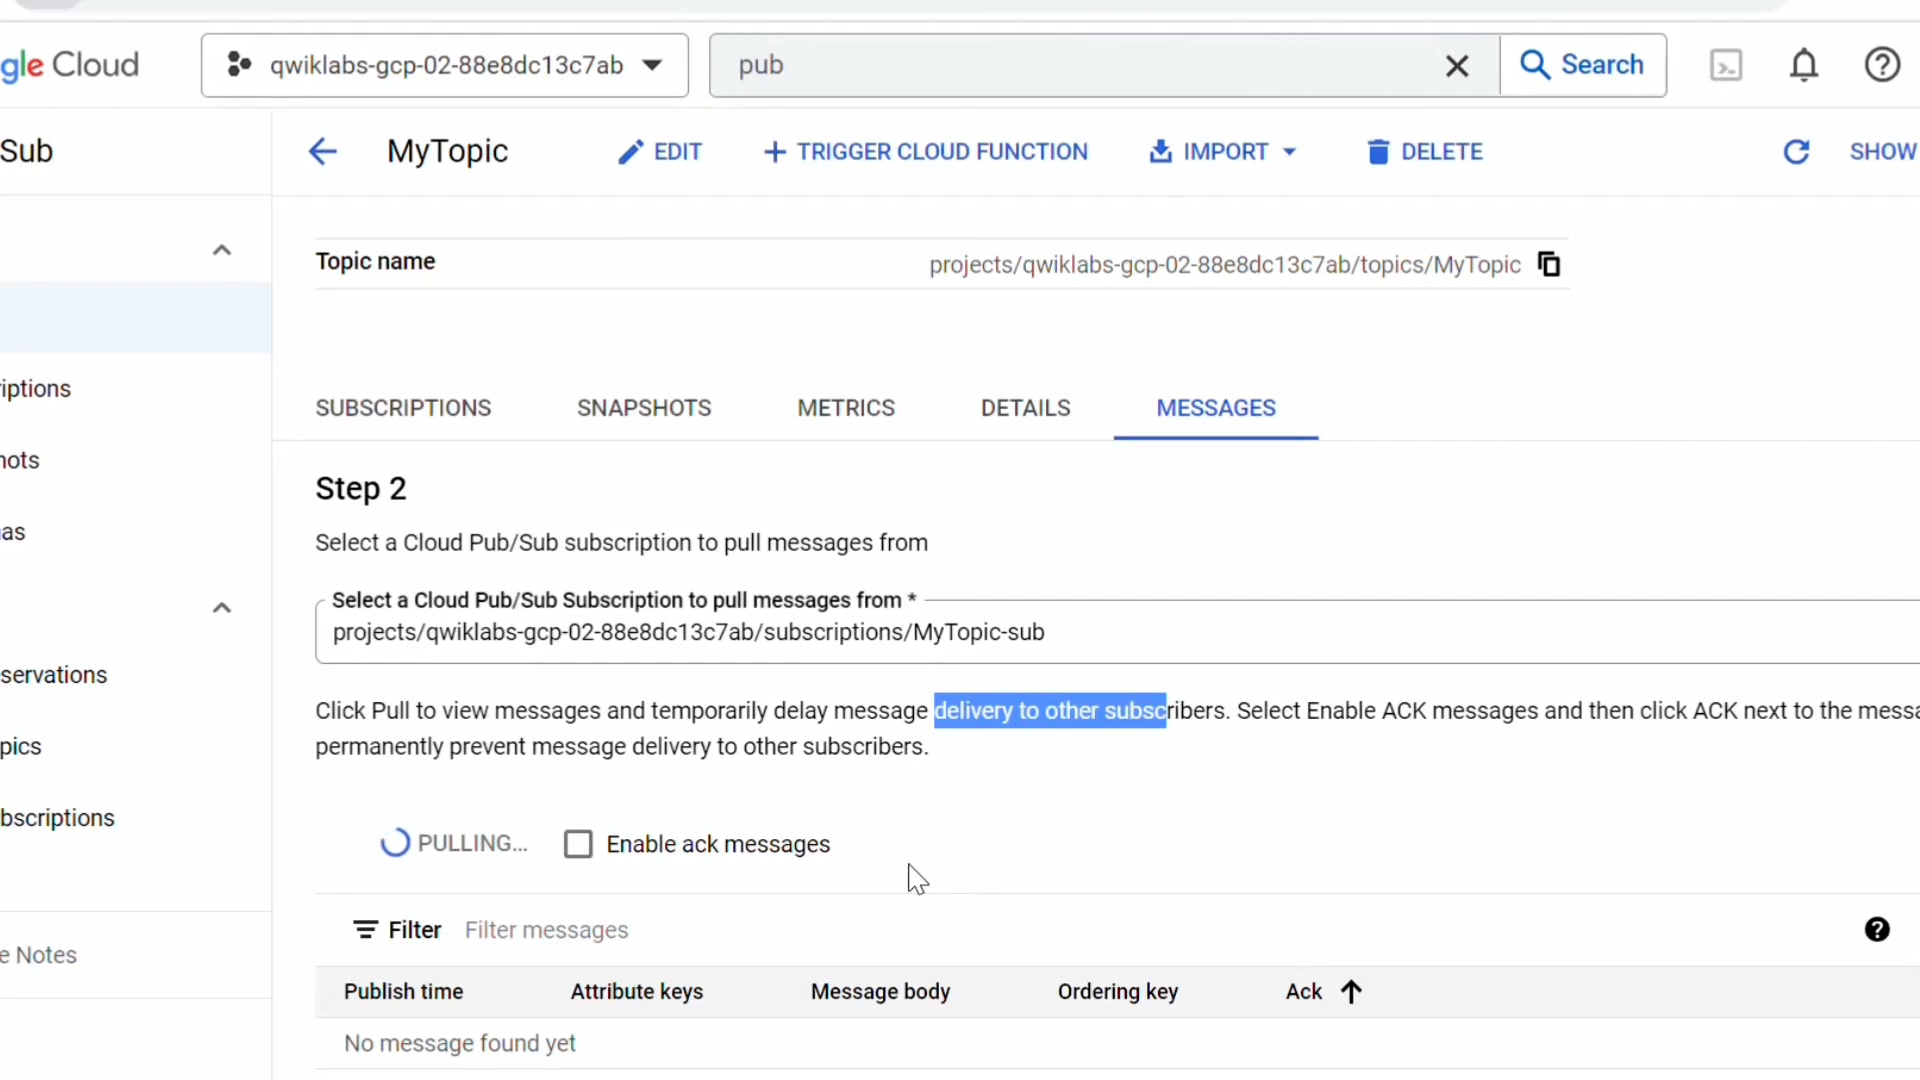 gle Cloud
qwiklabs-gcp-02-88e8dc13c7ab
pub
Search
Sub
MyTopic
EDIT
TRIGGER CLOUD FUNCTION
IMPORT
DELETE
SHOW
Topic name
projects/qwiklabs-gcp-02-88e8dc13c7ab/topics/MyTopic
iptions
nots
as
servations
pics
bscriptions
e Notes
SUBSCRIPTIONS
SNAPSHOTS
METRICS
DETAILS
MESSAGES
Step 2
Select a Cloud Pub/Sub subscription to pull messages from
Select a Cloud Pub/Sub Subscription to pull messages from *
projects/qwiklabs-gcp-02-88e8dc13c7ab/subscriptions/MyTopic-sub
Click Pull to view messages and temporarily delay message delivery to other subscribers. Select Enable ACK messages and then click ACK next to the messa
permanently prevent message delivery to other subscribers.
PULLING...
Enable ack messages
Filter
Filter messages
Publish time
Attribute keys
Message body
Ordering key
Ack
No message found yet